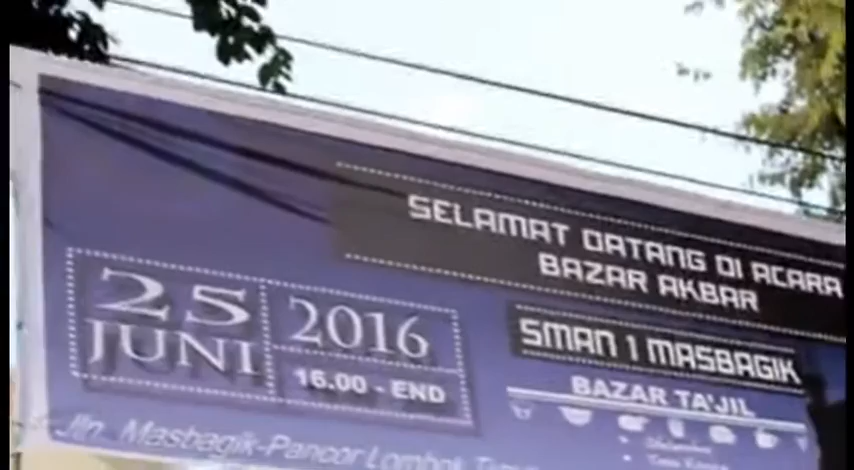 SELAMAT DATANG DI ACARA
BAZAR AKBAR
SMAN 1 MASBAGIK
25
JUNI
2016
16.00 - END
BAZAR TA'JIL
Jln. Masbagik-Pancor Lombok